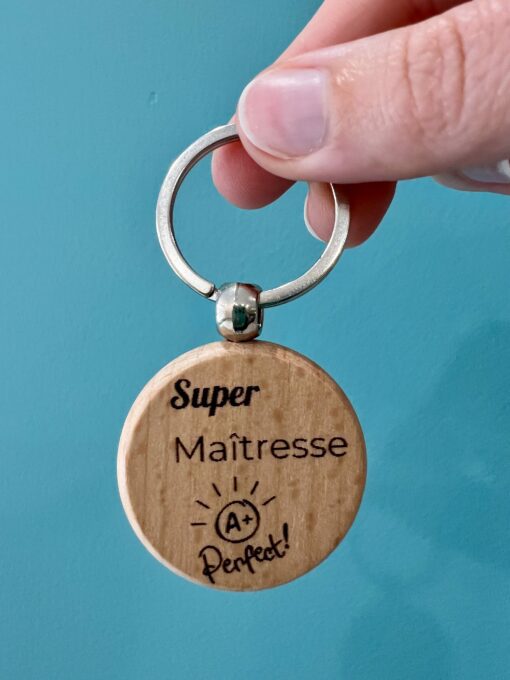 Super
Maîtresse
A+
Perfect!